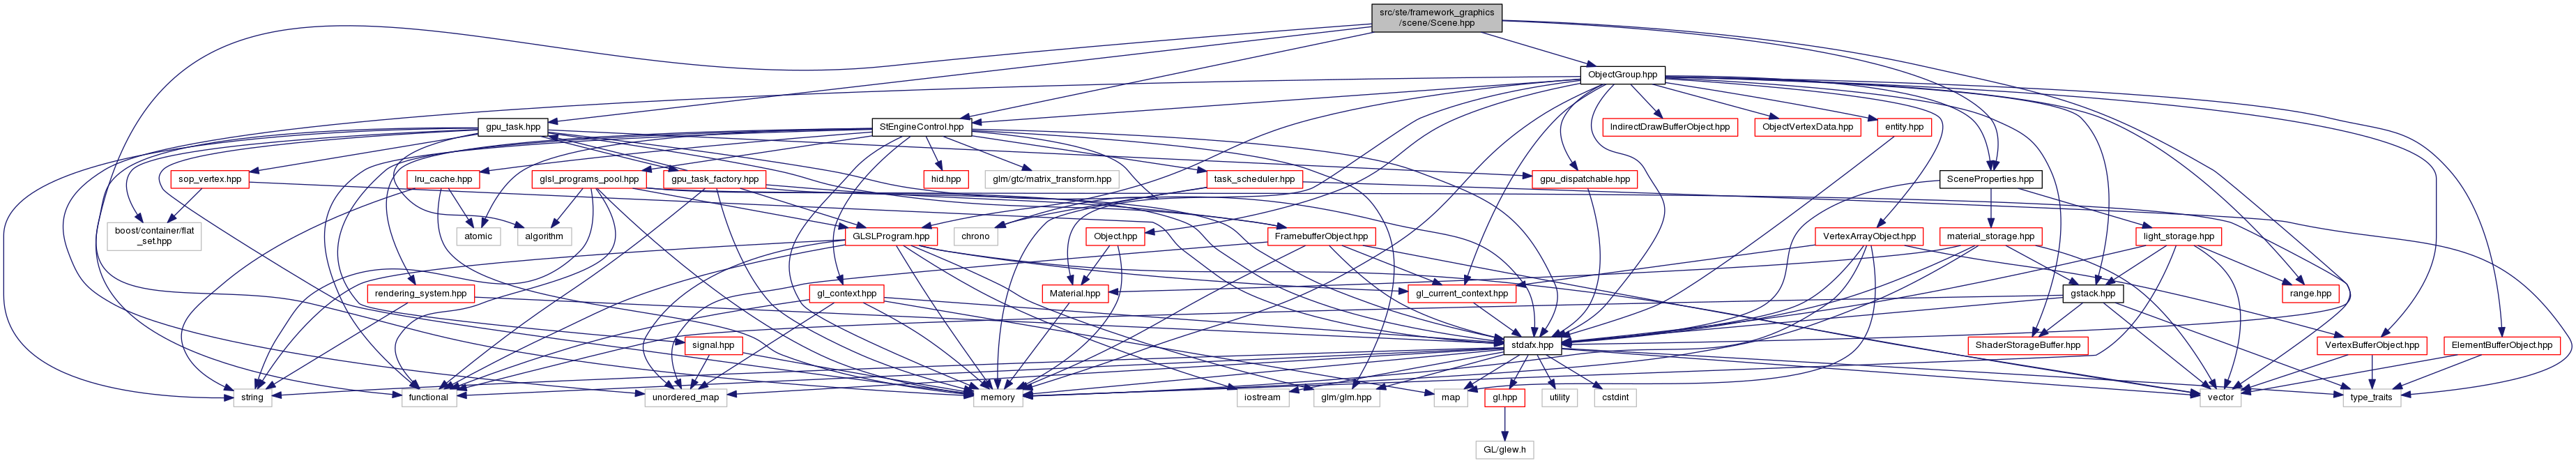 src/ste/framework_graphics
/scene/Scene.hpp
ObjectGroup.hpp
gpu_task.hpp
StEngineControl.hpp
IndirectDrawBufferObject.hpp
ObjectVertexData.hpp
entity.hpp
sop_vertex.hpp
lru_cache.hpp
glsl_programs_pool.hpp
gpu_task_factory.hpp
hid.hpp
glm/gtc/matrix_transform.hpp
task_scheduler.hpp
gpu_dispatchable.hpp
SceneProperties.hpp
boost/container/flat
_set.hpp
atomic
algorithm
GLSLProgram.hpp
chrono
Object.hpp
FramebufferObject.hpp
VertexArrayObject.hpp
material_storage.hpp
light_storage.hpp
rendering_system.hpp
gl_context.hpp
Material.hpp
gl_current_context.hpp
gstack.hpp
range.hpp
signal.hpp
stdafx.hpp
ShaderStorageBuffer.hpp
VertexBufferObject.hpp
ElementBufferObject.hpp
string
functional
unordered_map
memory
iostream
glm/glm.hpp
map
gl.hpp
utility
cstdint
vector
type_traits
GL/glew.h